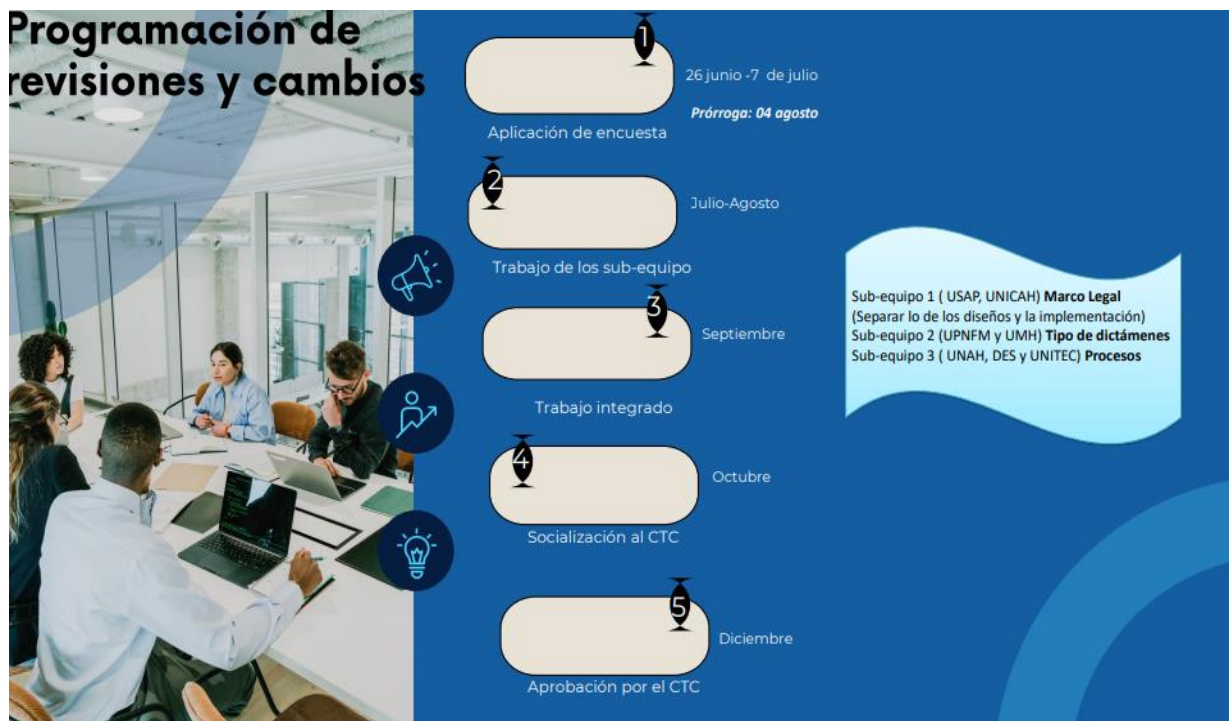 Programación de
revisiones y cambios
1
26 junio -7 de julio
Prórroga: 04 agosto
Aplicación de encuesta
2
Julio-Agosto
Trabajo de los sub-equipo
3
Septiembre
Trabajo integrado
4
Octubre
Socialización al CTC
5
Diciembre
Aprobación por el CTC
Sub-equipo 1 ( USAP, UNICAH) Marco Legal
(Separar lo de los diseños y la implementación)
Sub-equipo 2 (UPNFM y UMH) Tipo de dictámenes
Sub-equipo 3 ( UNAH, DES y UNITEC) Procesos